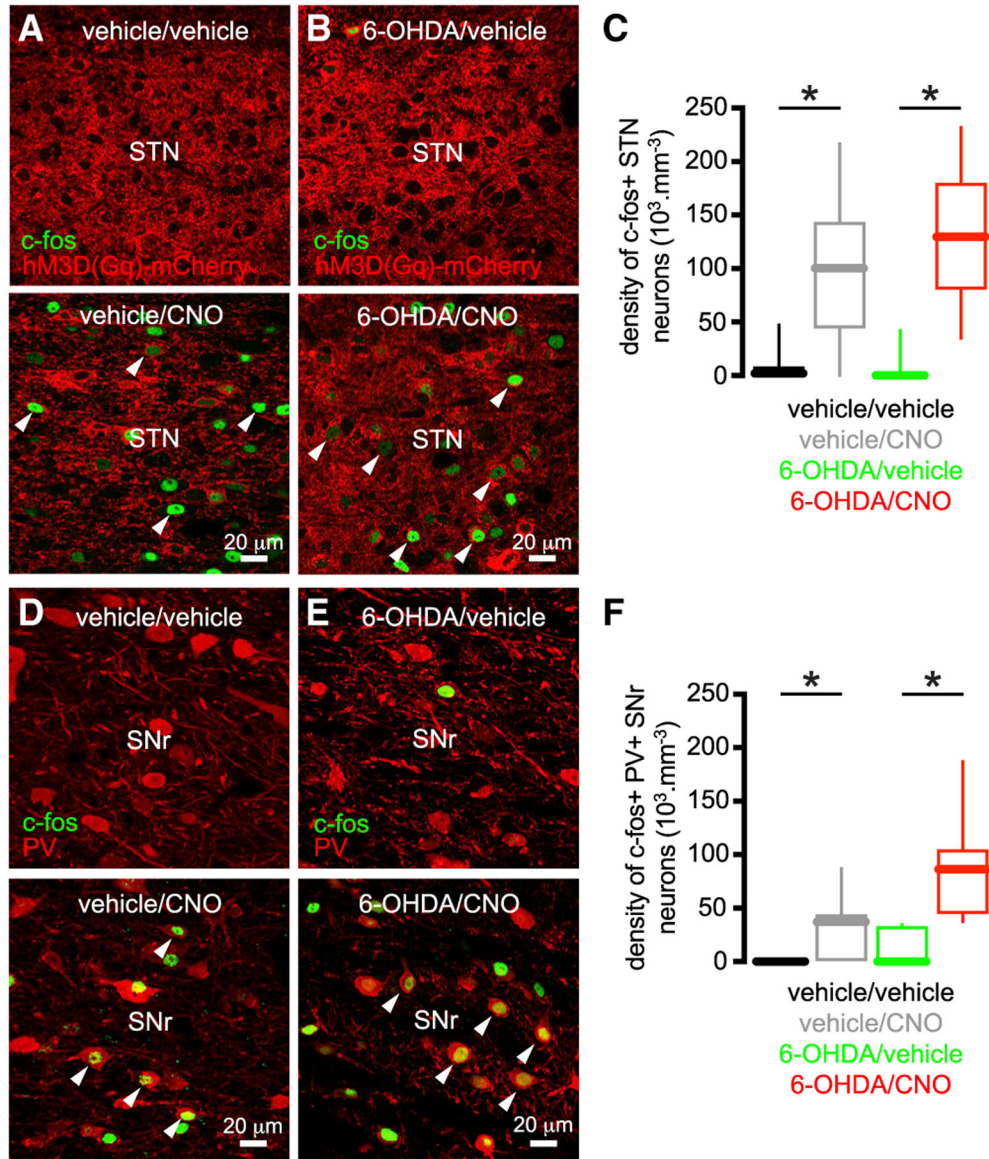 A
vehicle/vehicle
STN
c-fos
hM3D(Gq)-mCherry
B
6-OHDA/vehicle
STN
c-fos
hM3D(Gq)-mCherry
vehicle/CNO
STN
20 μm
6-OHDA/CNO
STN
20 μm
C
density of c-fos+ STN
neurons (10³.mm⁻³)
250
200
150
100
50
0
*
*
vehicle/vehicle
vehicle/CNO
6-OHDA/vehicle
6-OHDA/CNO
D
vehicle/vehicle
SNr
c-fos
PV
E
6-OHDA/vehicle
SNr
c-fos
PV
vehicle/CNO
SNr
20 μm
6-OHDA/CNO
SNr
20 μm
F
density of c-fos+ PV+ SNr
neurons (10³.mm⁻³)
250
200
150
100
50
0
*
*
vehicle/vehicle
vehicle/CNO
6-OHDA/vehicle
6-OHDA/CNO